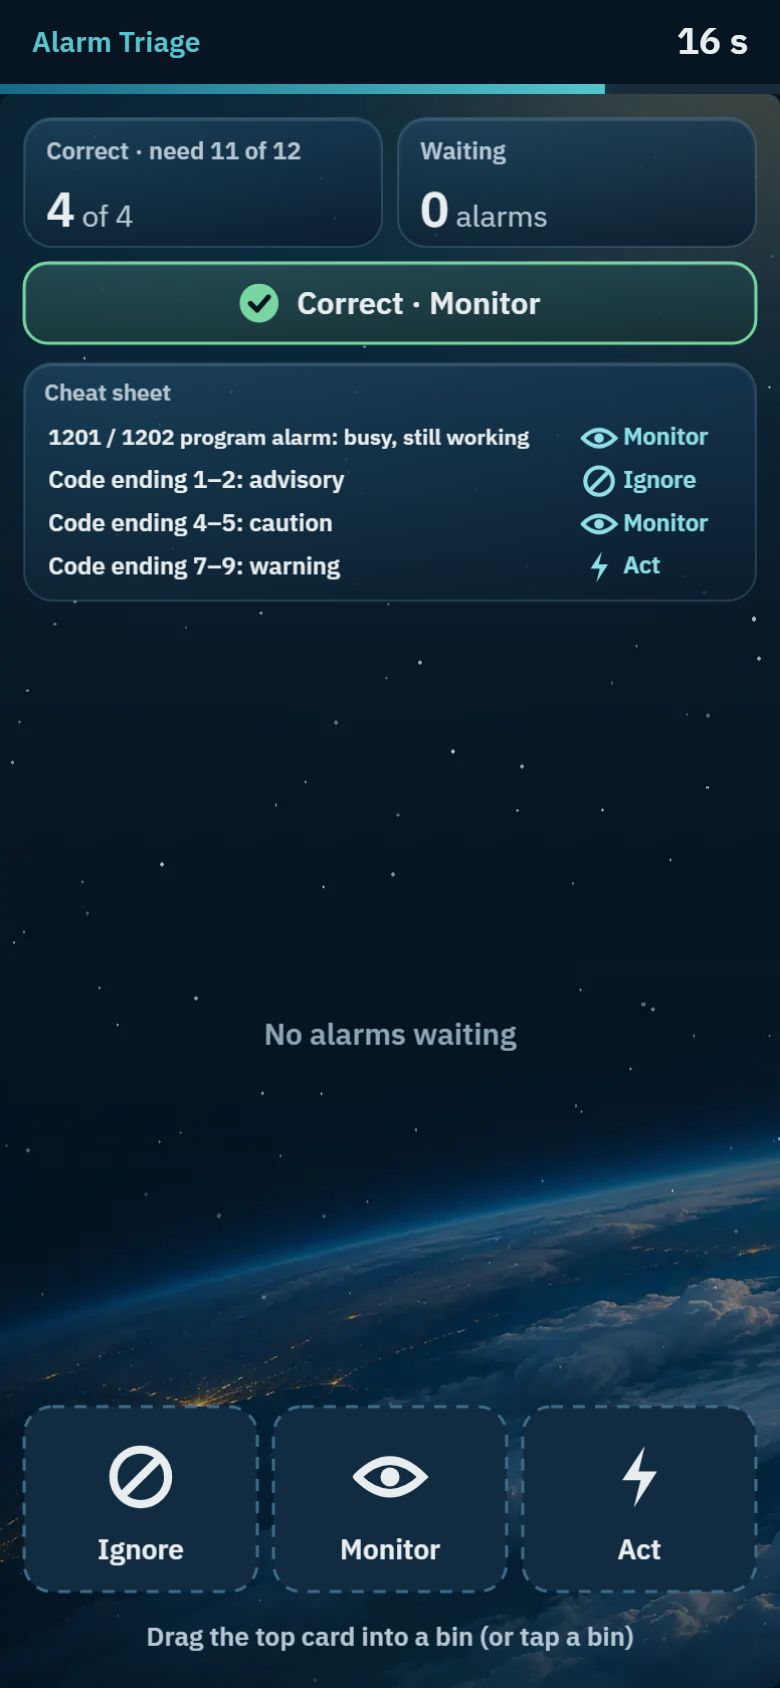 Alarm Triage
16 s
Correct · need 11 of 12
4 of 4
Waiting
0 alarms
Correct · Monitor
Cheat sheet
1201 / 1202 program alarm: busy, still working Monitor
Code ending 1–2: advisory Ignore
Code ending 4–5: caution Monitor
Code ending 7–9: warning Act
No alarms waiting
Ignore
Monitor
Act
Drag the top card into a bin (or tap a bin)